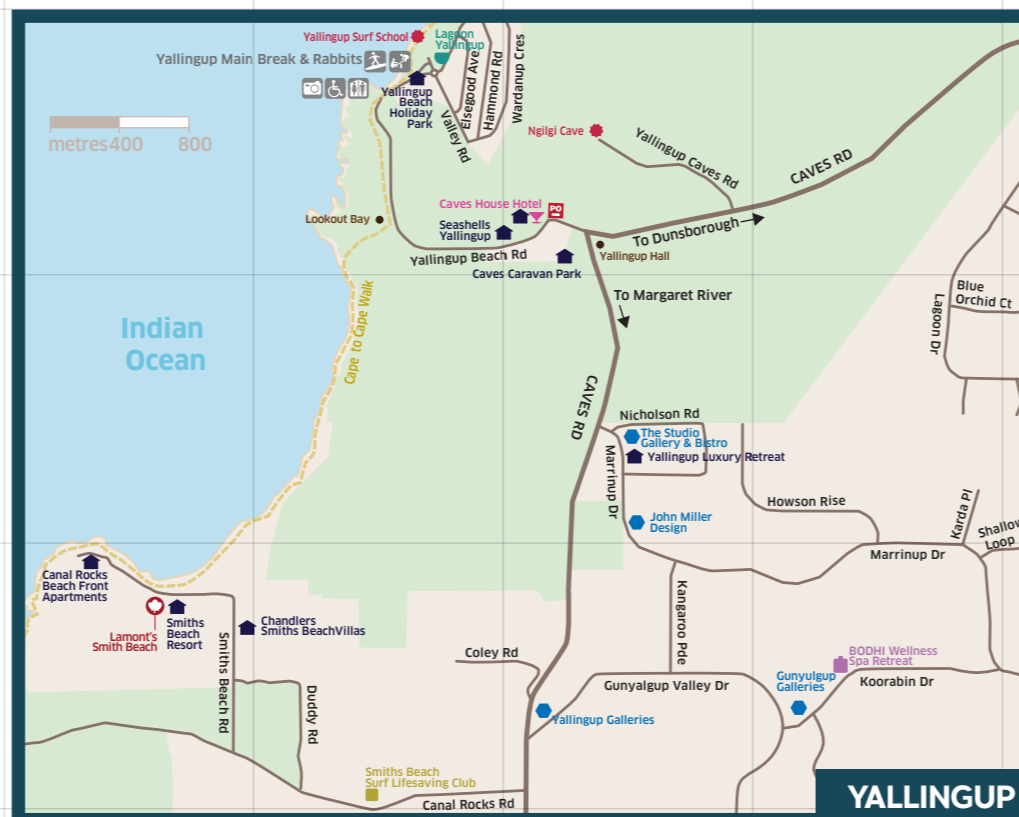 Yallingup Surf School
Lagoon
Yallingup
Yallingup Main Break & Rabbits
Yallingup
Beach
Holiday
Park
Valley Rd
Elsegood Ave
Hammond Rd
Wardanup Cres
metres 400 800
Ngilgi Cave
Yallingup Caves Rd
CAVES RD
Caves House Hotel
PO
Lookout Bay
Seashells
Yallingup
To Dunsborough
Yallingup Beach Rd
Yallingup Hall
Caves Caravan Park
To Margaret River
Blue
Orchid Ct
Lagoon Dr
Indian
Ocean
Cape to Cape Walk
CAVES RD
Nicholson Rd
The Studio
Gallery & Bistro
Yallingup Luxury Retreat
Marrinup Dr
Howson Rise
Karda Pl
John Miller
Design
Shallow
Loop
Marrinup Dr
Canal Rocks
Beach Front
Apartments
Lamont's
Smith Beach
Smiths
Beach
Resort
Chandlers
Smiths BeachVillas
Smiths Beach Rd
Kangaroo Pde
Coley Rd
BODHI Wellness
Spa Retreat
Gunyalgup Valley Dr
Gunyulgup
Galleries
Koorabin Dr
Duddy Rd
Yallingup Galleries
Smiths Beach
Surf Lifesaving Club
Canal Rocks Rd
YALLINGUP